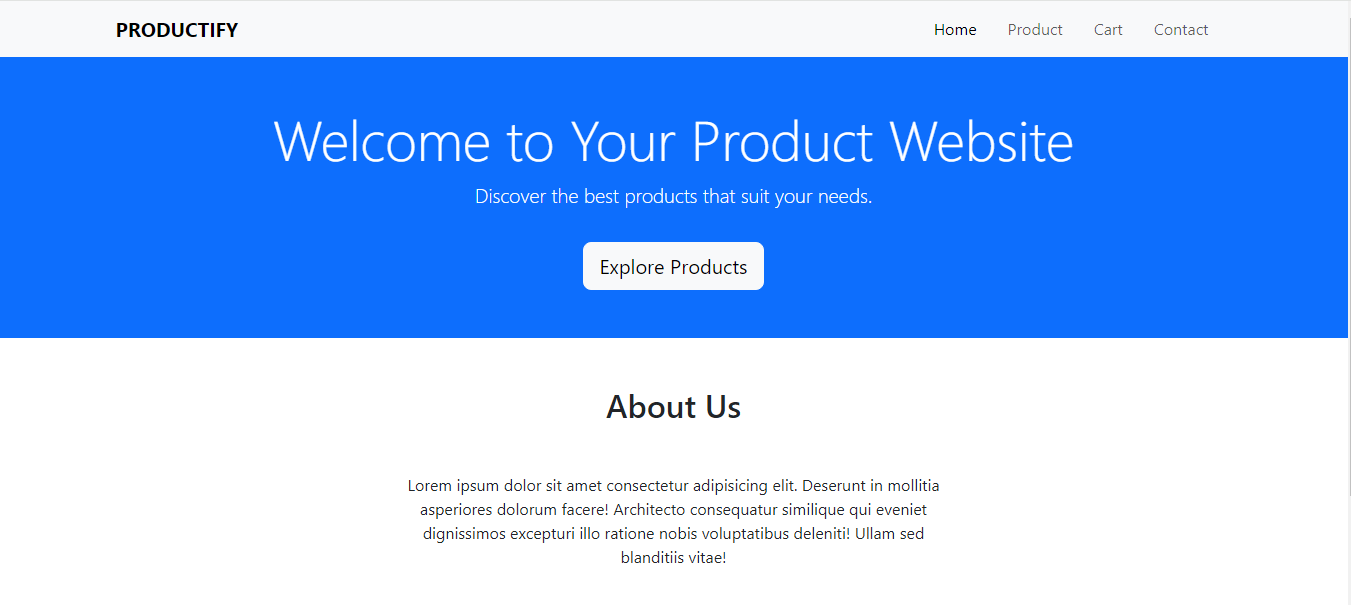 PRODUCTIFY
Home Product Cart Contact
Welcome to Your Product Website
Discover the best products that suit your needs.
Explore Products
About Us
Lorem ipsum dolor sit amet consectetur adipisicing elit. Deserunt in mollitia
asperiores dolorum facere! Architecto consequatur similique qui eveniet
dignissimos excepturi illo ratione nobis voluptatibus deleniti! Ullam sed
blanditiis vitae!